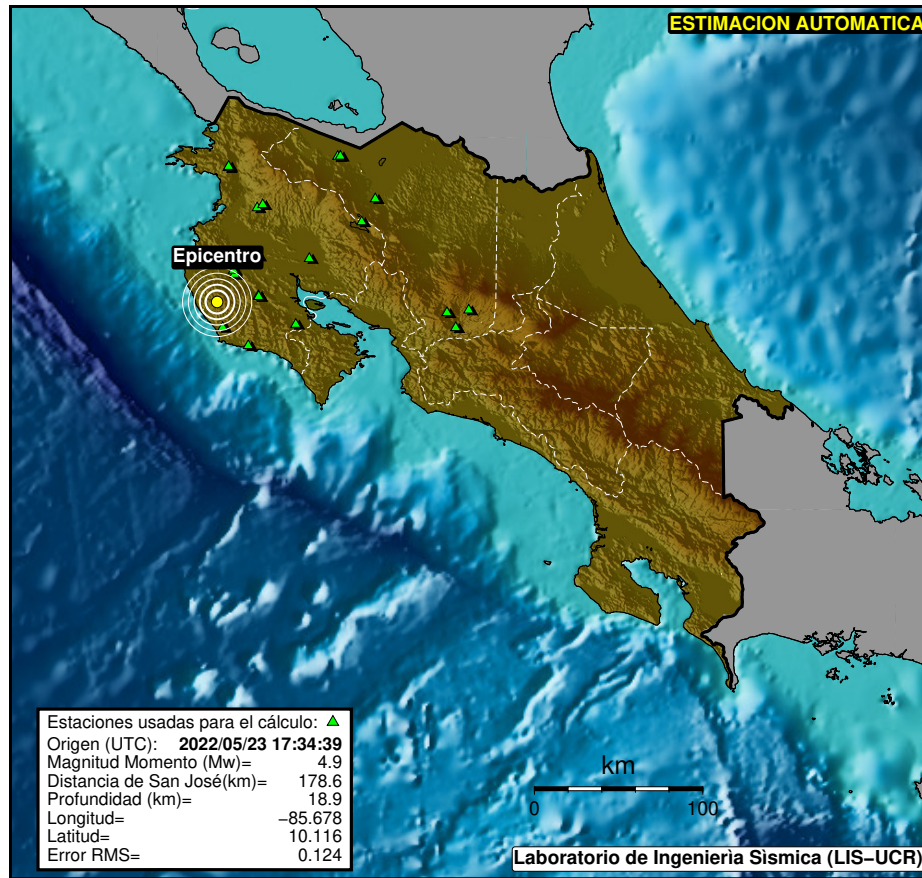 ESTIMACION AUTOMATICA
Epicentro
Estaciones usadas para el cálculo:
Origen (UTC): 2022/05/23 17:34:39
Magnitud Momento (Mw)= 4.9
Distancia de San José(km)= 178.6
Profundidad (km)= 18.9
Longitud= −85.678
Latitud= 10.116
Error RMS= 0.124
km
0 100
Laboratorio de Ingenierìa Sìsmica (LIS−UCR)